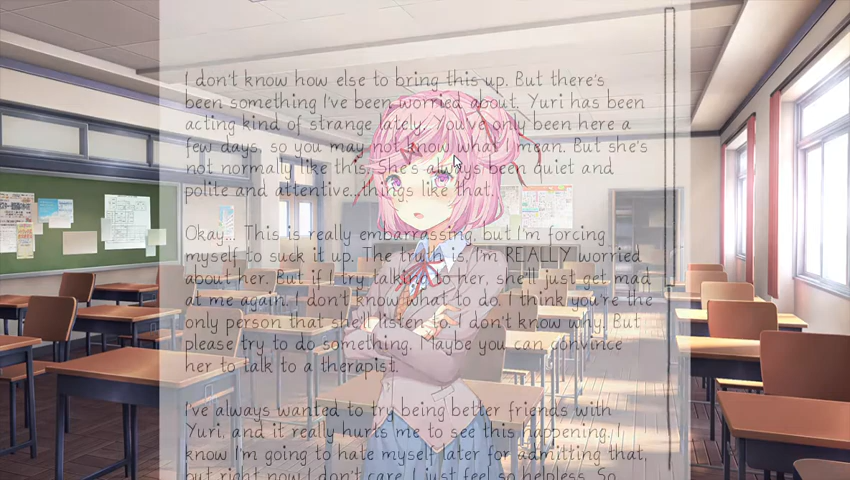 I don't know how else to bring this up. But there's
been something I've been worried about. Yuri has been
acting kind of strange lately. You've only been here a
few days, so you may not know what I mean. But she's
not normally like this. She's always been quiet and
polite and attentive...things like that.
Okay... This is really embarrassing, but I'm forcing
myself to suck it up. The truth is, I'm REALLY worried
about her. But if I try talking to her, she'll just get mad
at me again. I don't know what to do. I think you're the
only person that she'll listen to. I don't know why. But
please try to do something. Maybe you can convince
her to talk to a therapist.
I've always wanted to try being better friends with
Yuri, and it really hurts me to see this happening. I
know I'm going to hate myself later for admitting that,
but right now I don't care. I just feel so helpless. So